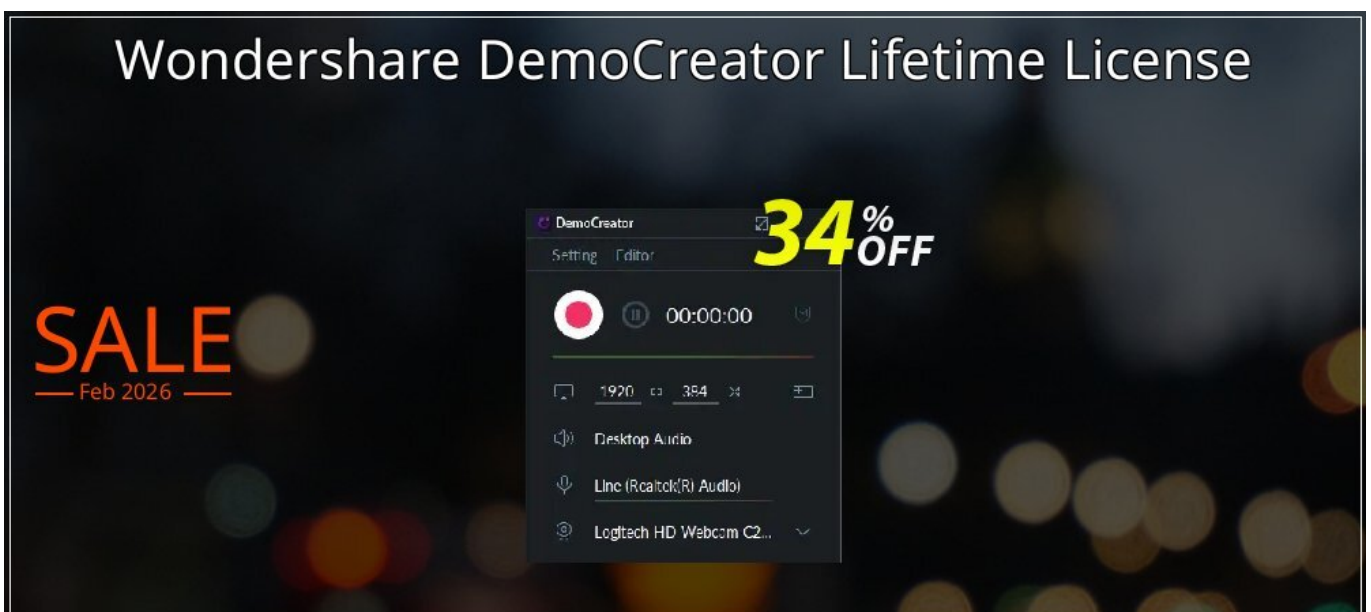 Wondershare DemoCreator Lifetime License
34% OFF
DemoCreator
Setting Editor
00:00:00
SALE
Feb 2026
1920 384
Desktop Audio
Line (Realtek(R) Audio)
Logitech HD Webcam C2...